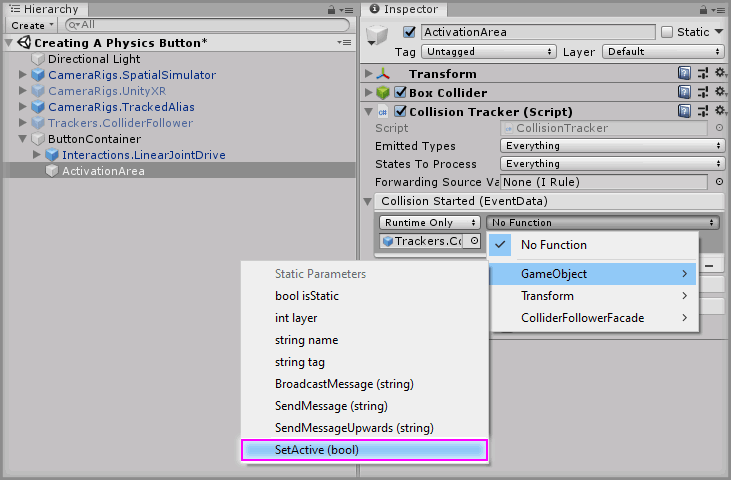 Hierarchy
Create
All
Creating A Physics Button*
Directional Light
CameraRigs.SpatialSimulator
CameraRigs.UnityXR
CameraRigs.TrackedAlias
Trackers.ColliderFollower
ButtonContainer
Interactions.LinearJointDrive
ActivationArea
Inspector
ActivationArea
Static
Tag Untagged Layer Default
Transform
Box Collider
Collision Tracker (Script)
Script CollisionTracker
Emitted Types Everything
States To Process Everything
Forwarding Source Va None (I Rule)
Collision Started (EventData)
Runtime Only No Function
Trackers.Co
No Function
GameObject
Transform
ColliderFollowerFacade
Static Parameters
bool isStatic
int layer
string name
string tag
BroadcastMessage (string)
SendMessage (string)
SendMessageUpwards (string)
SetActive (bool)